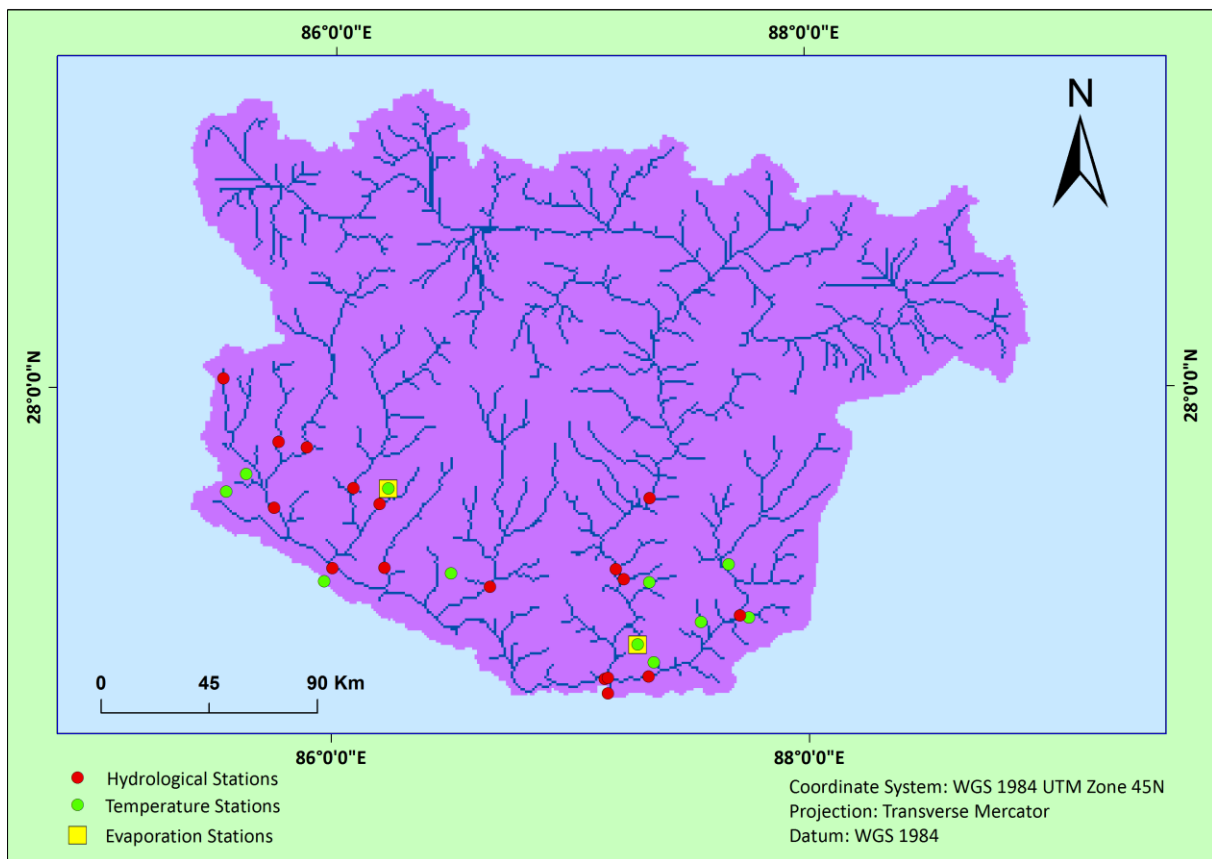 86°0'0"E
88°0'0"E
N
28°0'0"N
28°0'0"N
0
45
90 Km
86°0'0"E
88°0'0"E
Hydrological Stations
Temperature Stations
Evaporation Stations
Coordinate System: WGS 1984 UTM Zone 45N
Projection: Transverse Mercator
Datum: WGS 1984